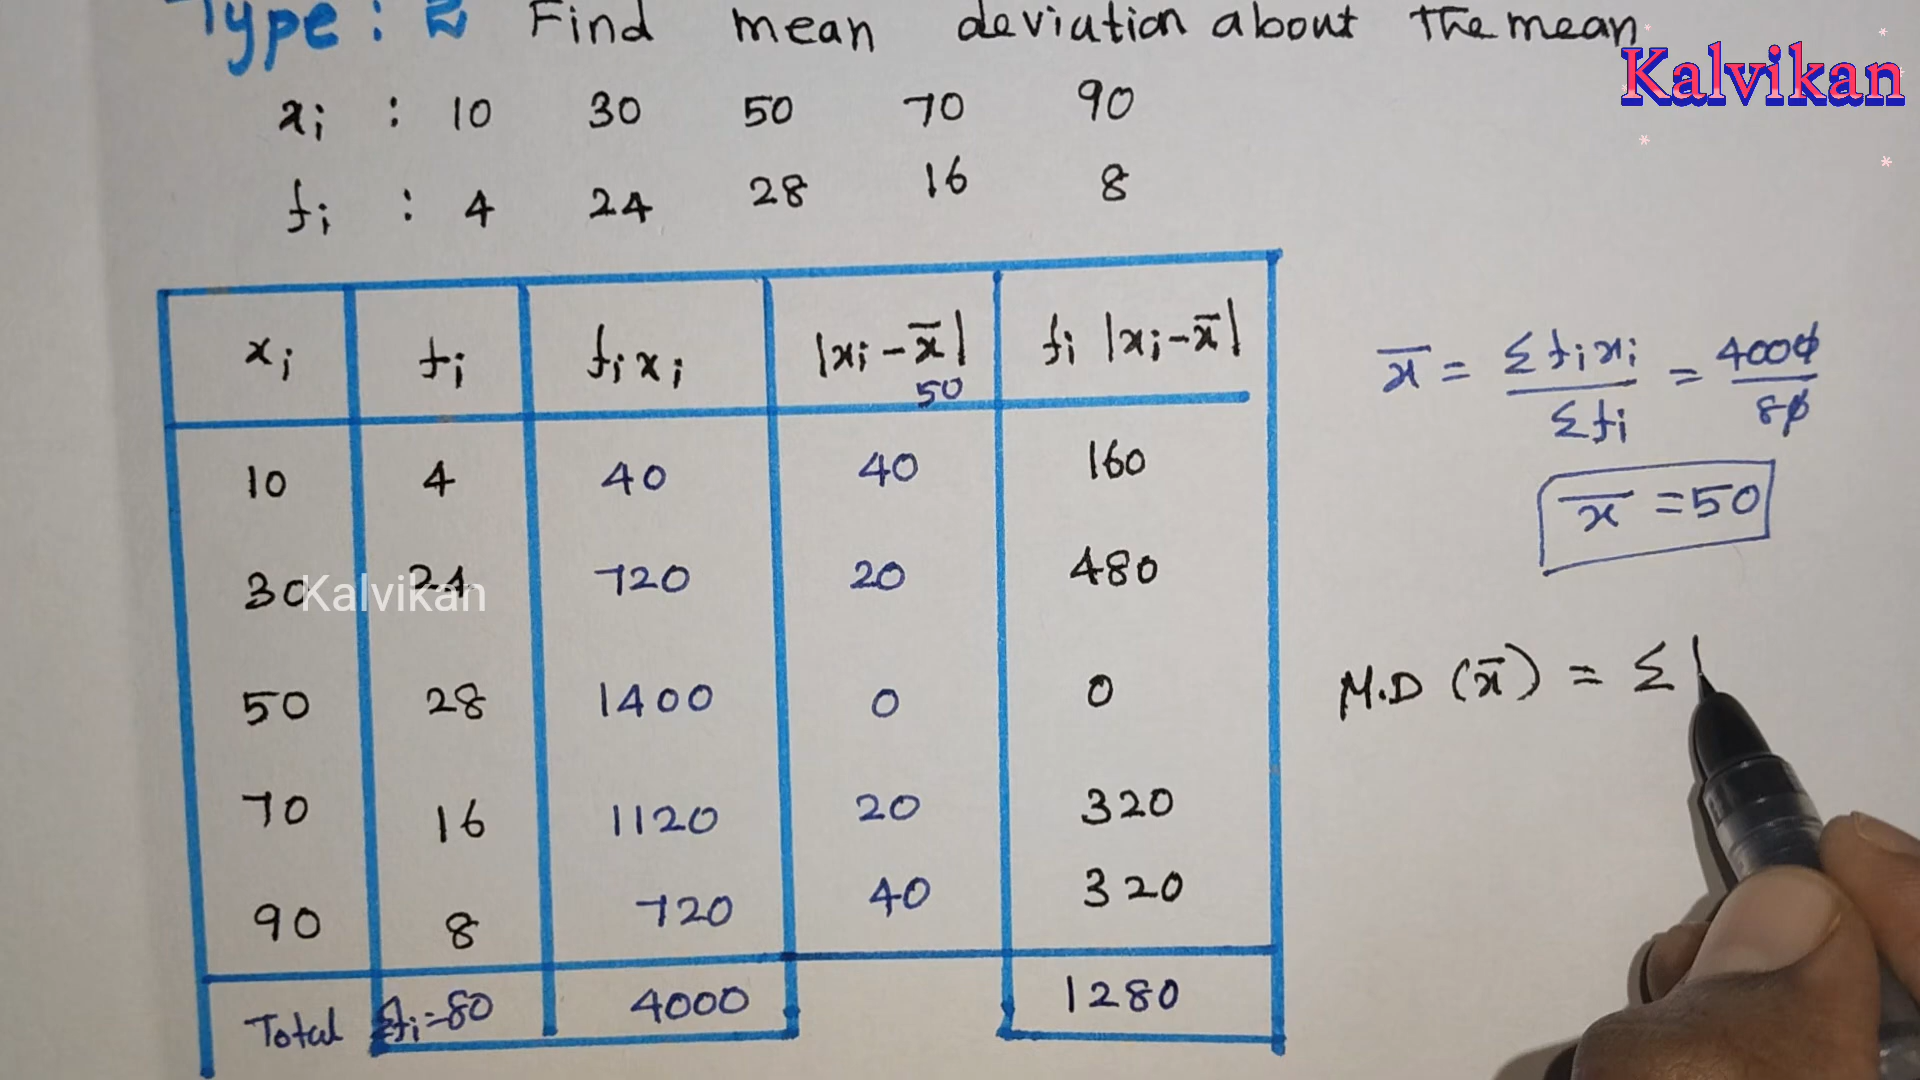 Type: 2 Find mean deviation about the mean
Kalvikan
xi : 10 30 50 70 90
fi : 4 24 28 16 8
xi fi fixi |xi - x̄| fi |xi - x̄|
50
10 4 40 40 160
30 24 720 20 480
Kalvikan
50 28 1400 0 0
70 16 1120 20 320
90 8 720 40 320
Total Σfi = 80 4000 1280
x̄ = Σfixi / Σfi = 4000 / 80
x̄ = 50
M.D (x̄) = Σ |